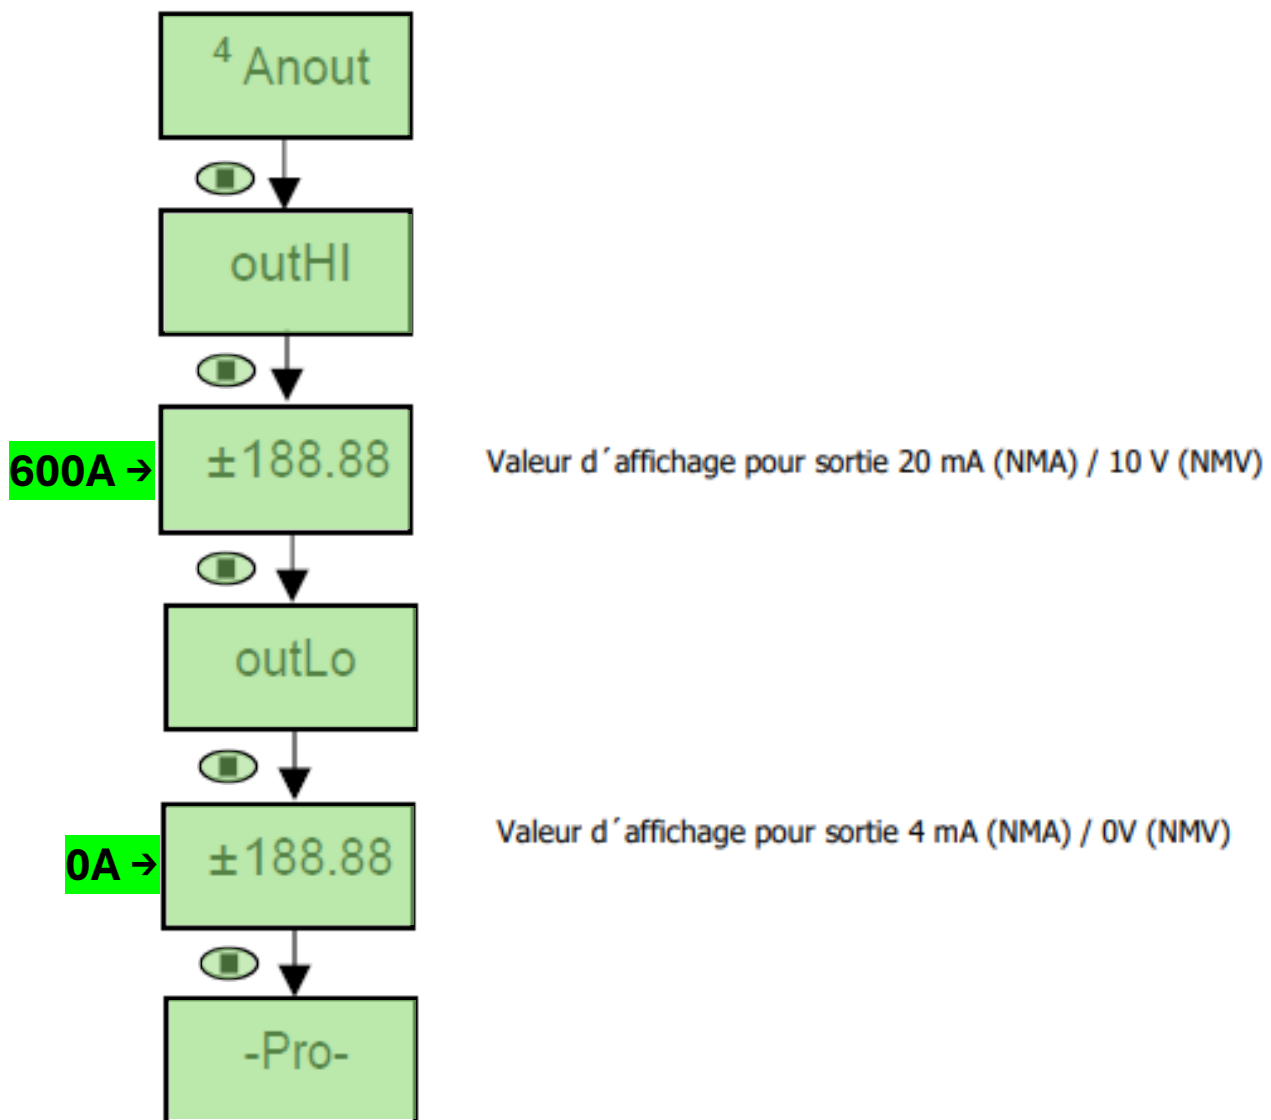 ⁴ Anout
outHI
600A →
±188.88
Valeur d´affichage pour sortie 20 mA (NMA) / 10 V (NMV)
outLo
0A →
±188.88
Valeur d´affichage pour sortie 4 mA (NMA) / 0V (NMV)
-Pro-